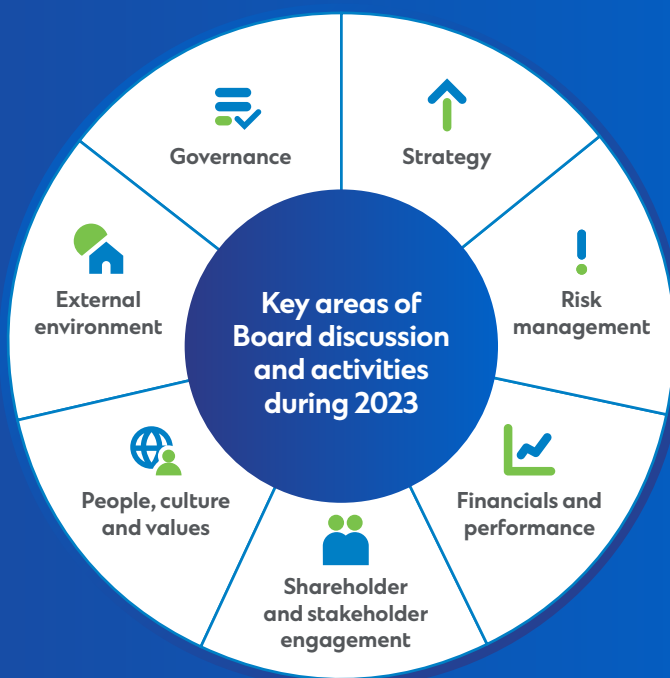 Key areas of
Board discussion
and activities
during 2023
Strategy
Risk
management
Financials and
performance
Shareholder
and stakeholder
engagement
People, culture
and values
External
environment
Governance